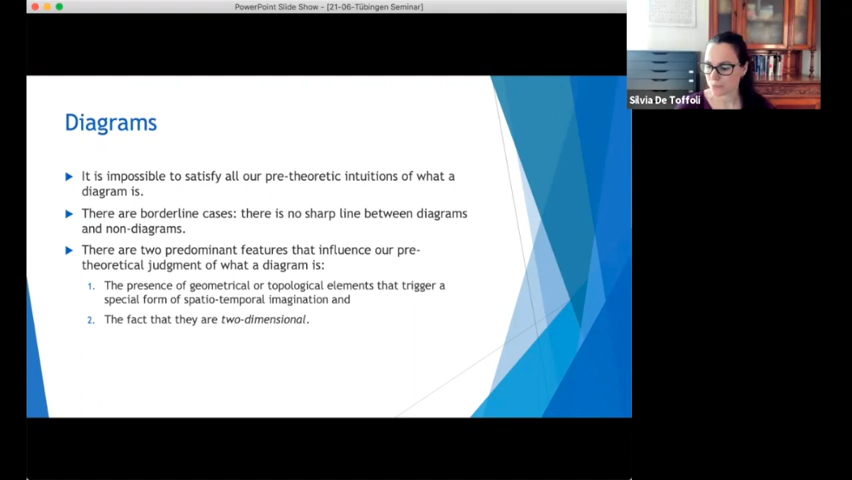 PowerPoint Slide Show - [21-06-Tübingen Seminar]
Silvia De Toffoli
Diagrams
It is impossible to satisfy all our pre-theoretic intuitions of what a
diagram is.
There are borderline cases: there is no sharp line between diagrams
and non-diagrams.
There are two predominant features that influence our pre-
theoretical judgment of what a diagram is:
1. The presence of geometrical or topological elements that trigger a
special form of spatio-temporal imagination and
2. The fact that they are two-dimensional.